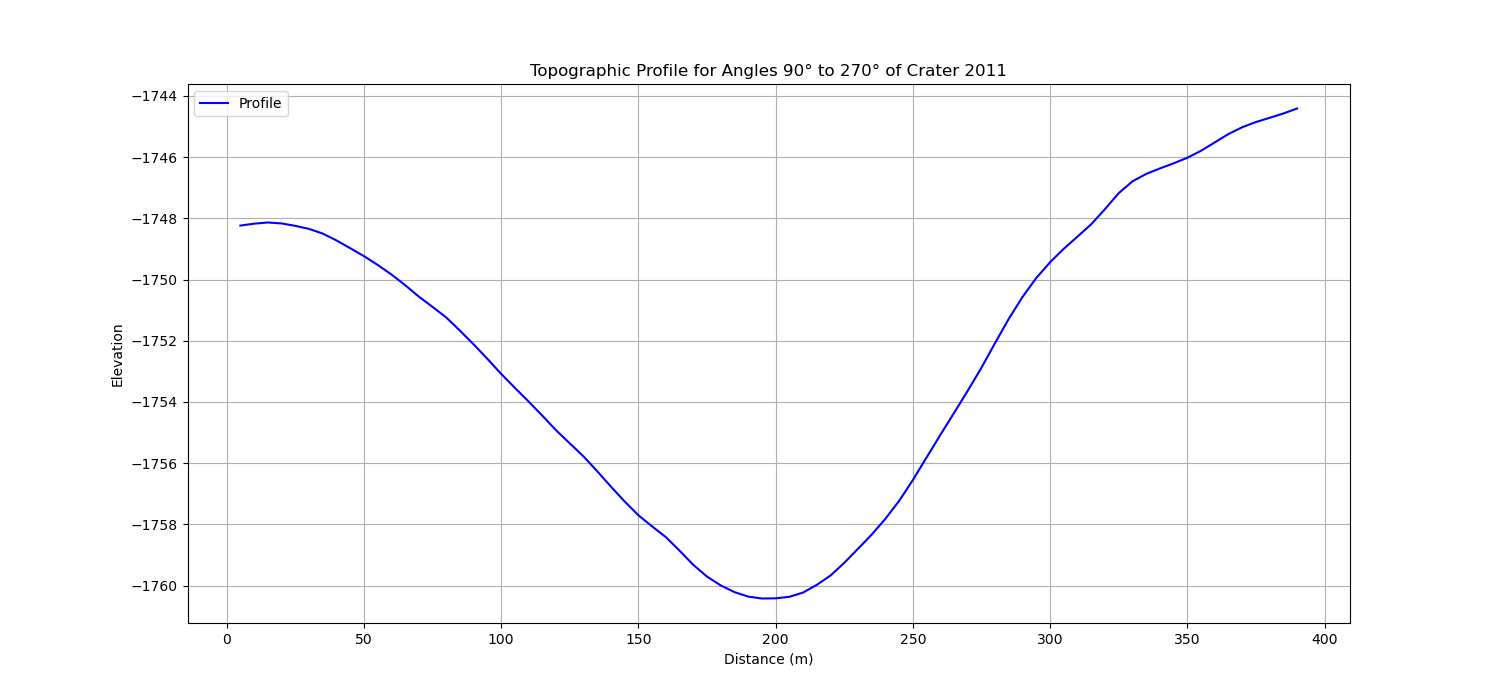 Topographic Profile for Angles 90° to 270° of Crater 2011
Profile
−1744
−1746
−1748
−1750
−1752
−1754
−1756
−1758
−1760
Elevation
0 50 100 150 200 250 300 350 400
Distance (m)